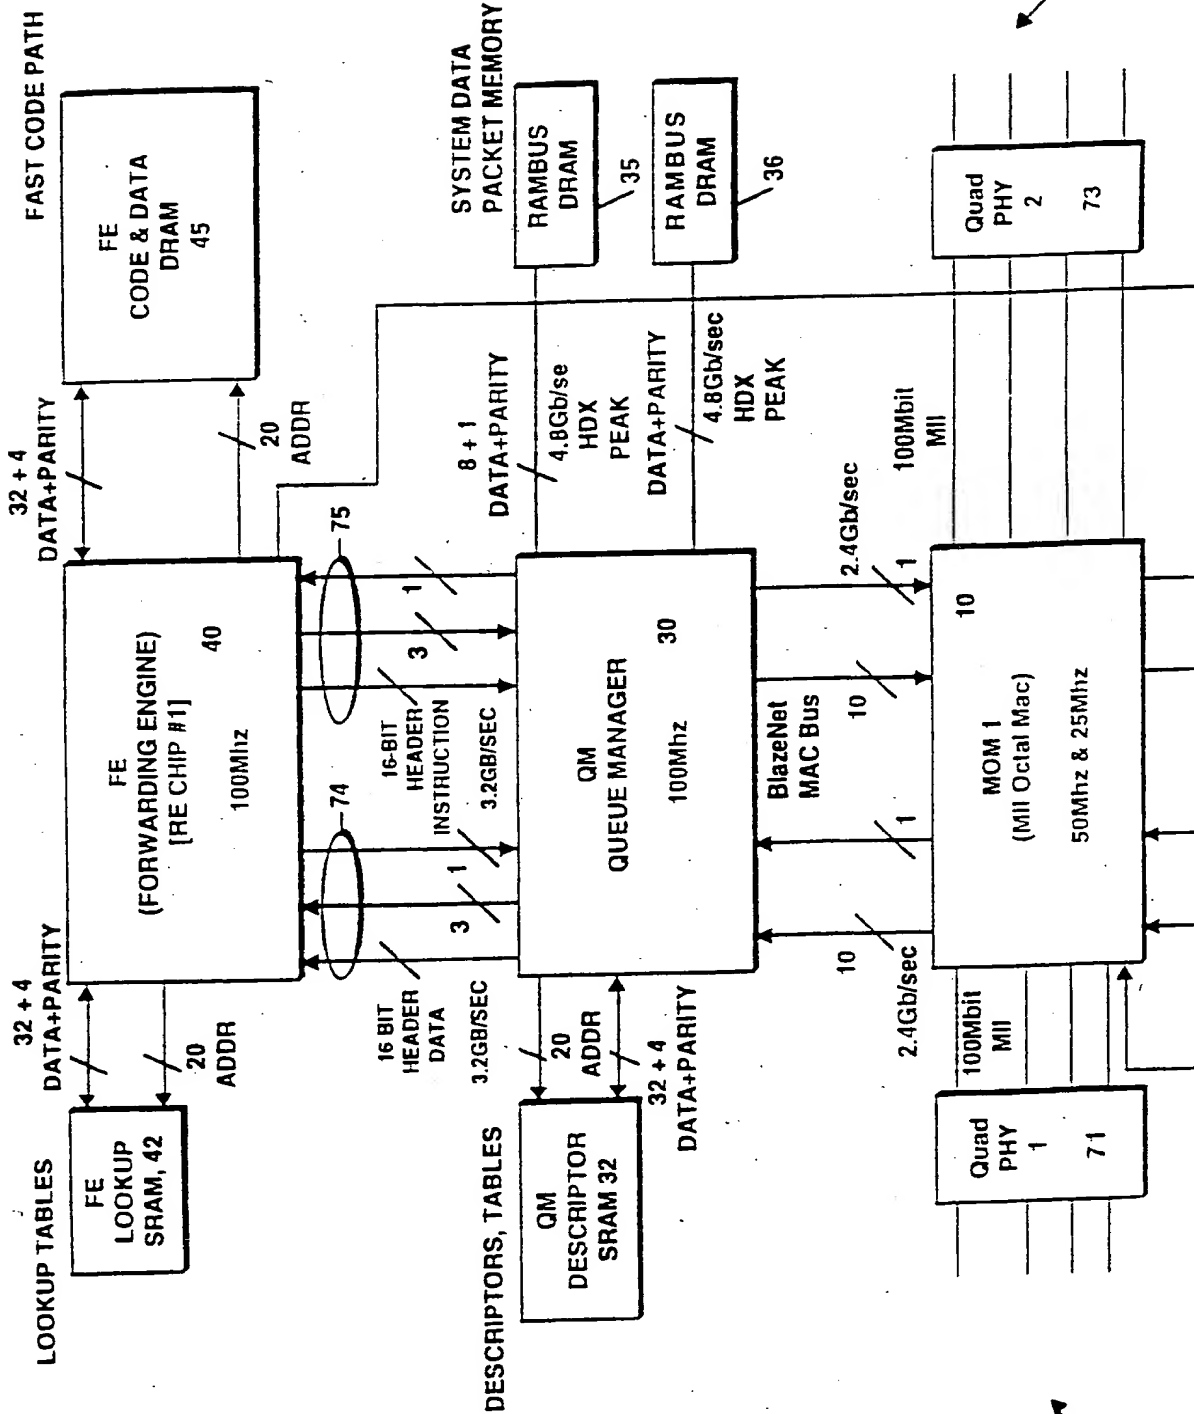 LOOKUP TABLES
FE
LOOKUP
SRAM, 42
32 + 4
DATA+PARITY
20
ADDR
FE
(FORWARDING ENGINE)
[RE CHIP #1]
40
100Mhz
32 + 4
DATA+PARITY
20
ADDR
FAST CODE PATH
FE
CODE & DATA
DRAM
45
16 BIT
HEADER
DATA
3.2GB/SEC
3
1
74
16-BIT
HEADER
INSTRUCTION
3.2GB/SEC
3
1
75
DESCRIPTORS, TABLES
QM
DESCRIPTOR
SRAM 32
20
ADDR
32 + 4
DATA+PARITY
QM
QUEUE MANAGER
30
100Mhz
8 + 1
DATA+PARITY
4.8Gb/se
HDX
PEAK
DATA+PARITY
4.8Gb/sec
HDX
PEAK
SYSTEM DATA
PACKET MEMORY
RAMBUS
DRAM
35
RAMBUS
DRAM
36
10
2.4Gb/sec
1
BlazeNet
MAC Bus
10
2.4Gb/sec
1
Quad
PHY
1
71
100Mbit
MII
MOM 1
(MII Octal Mac)
50Mhz & 25Mhz
10
100Mbit
MII
Quad
PHY
2
73